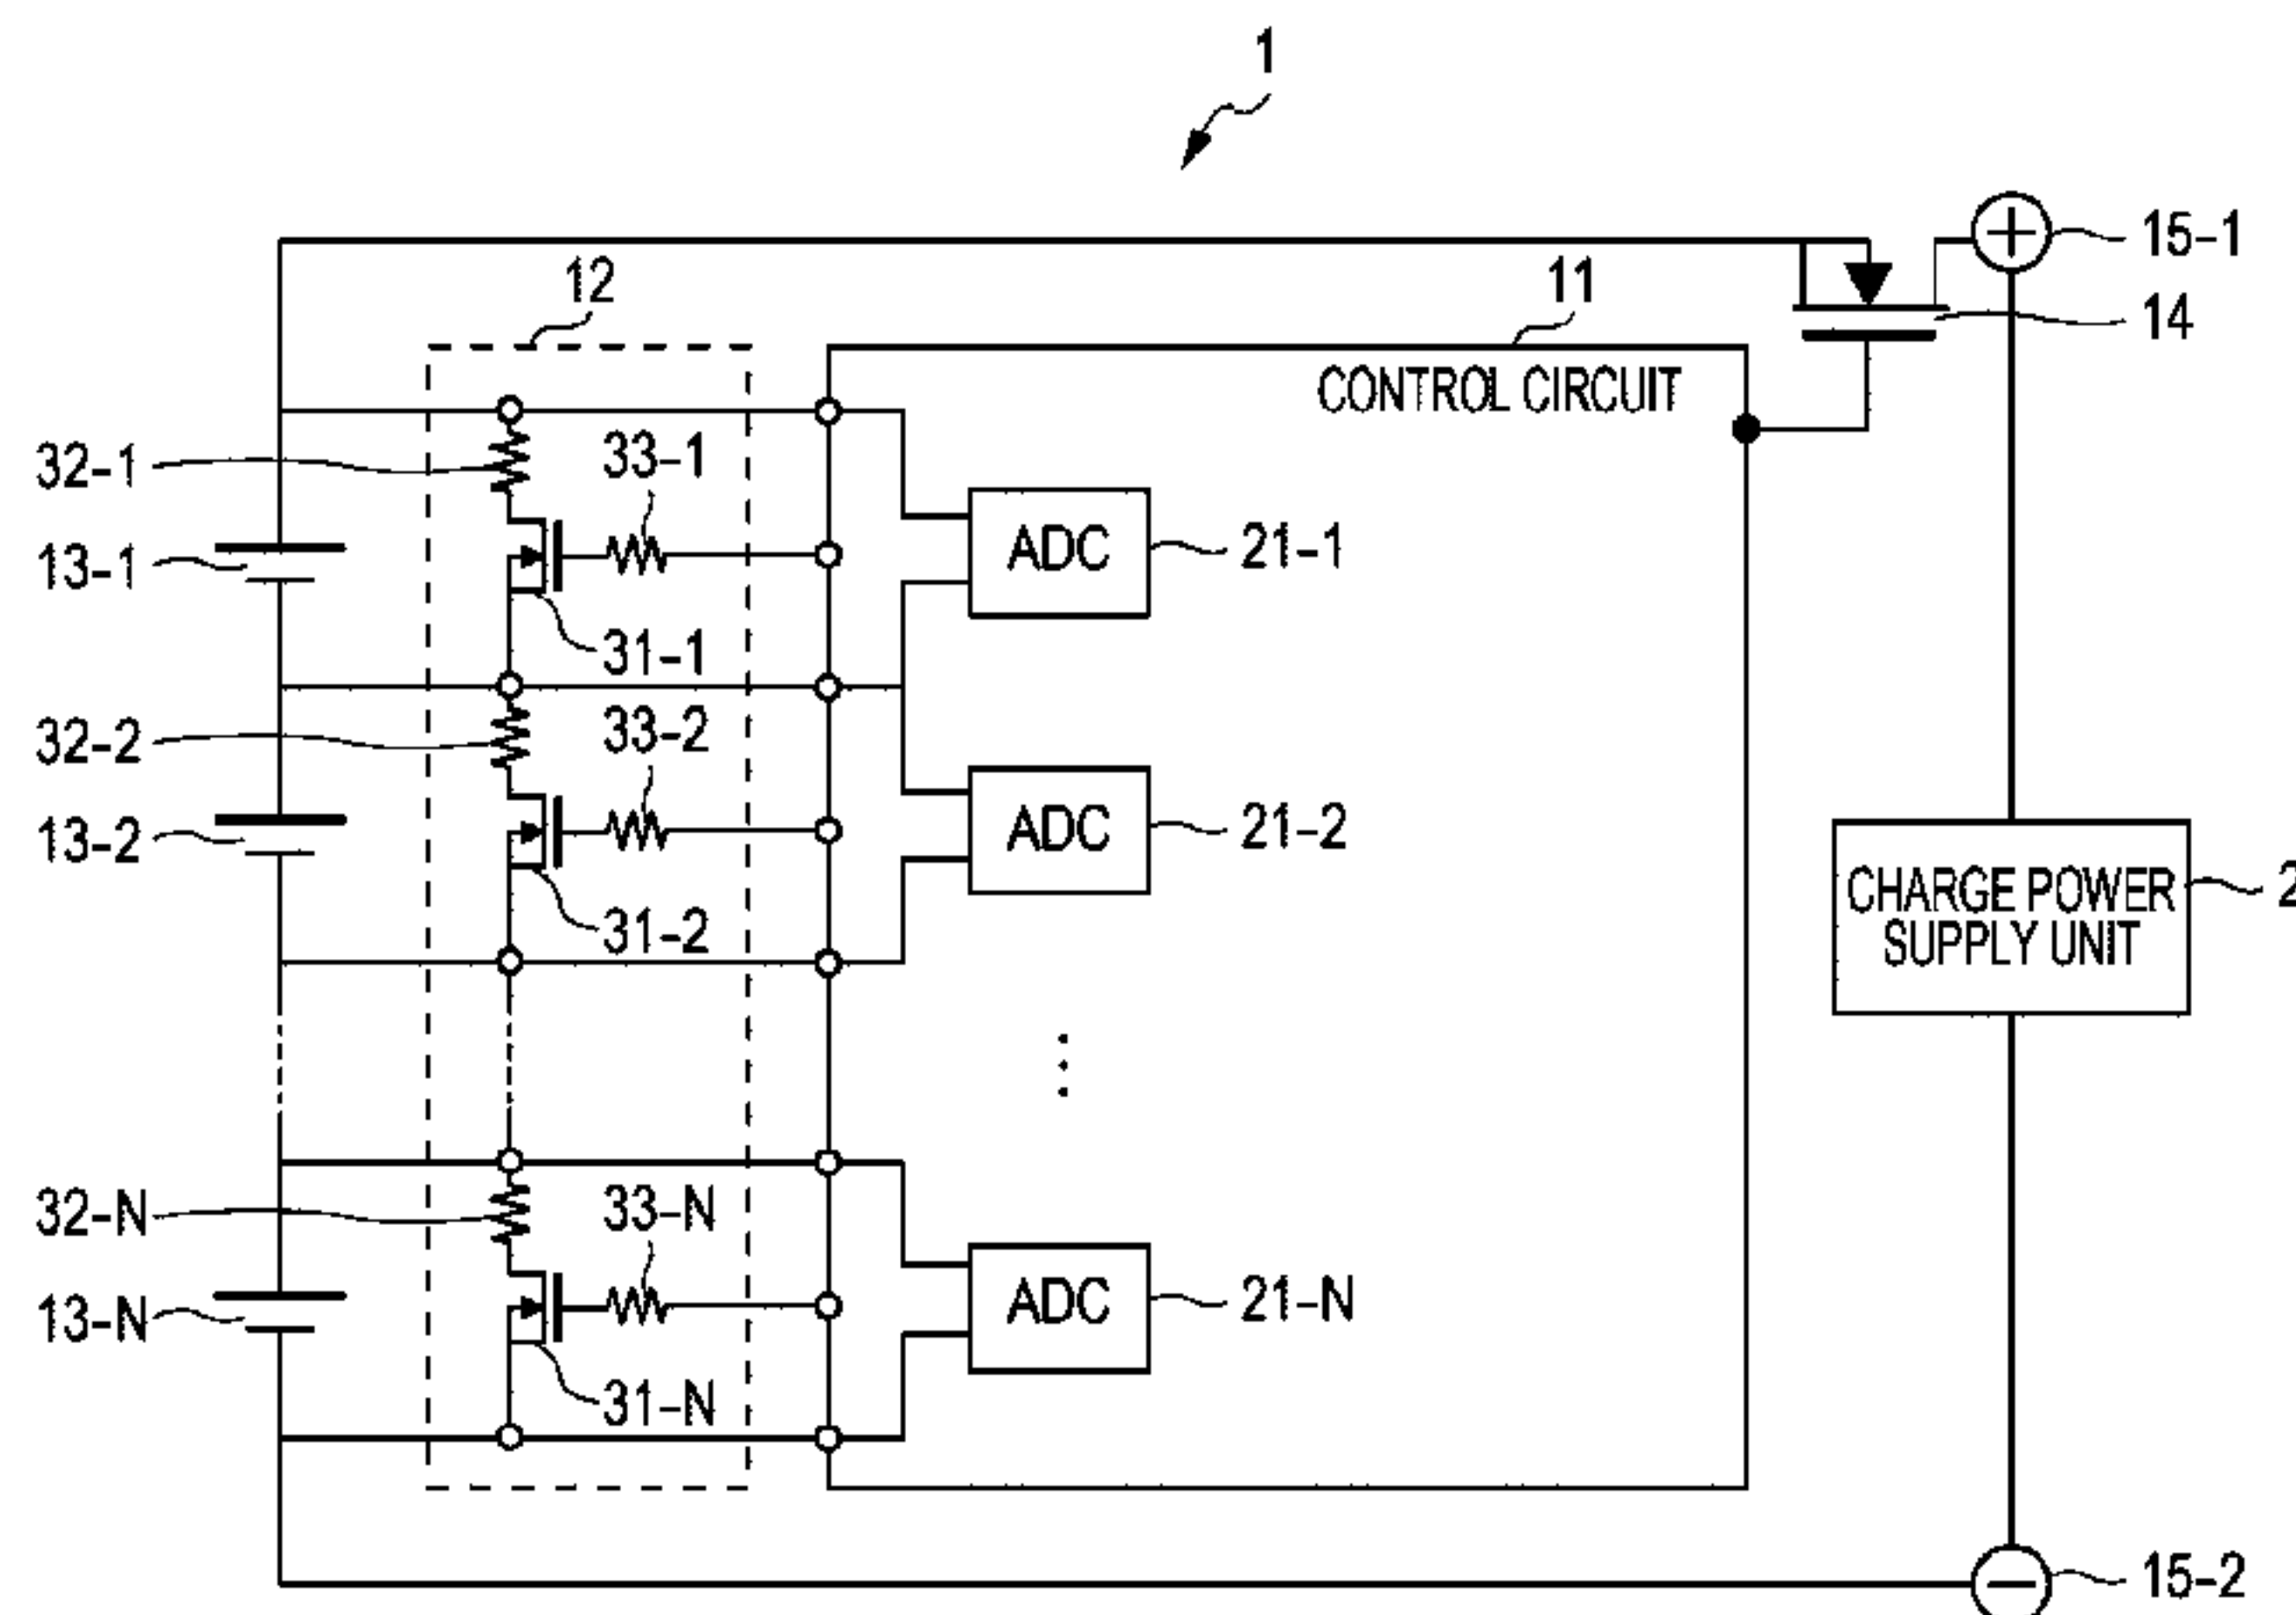 1
15-1
12
11
14
CONTROL CIRCUIT
32-1
33-1
ADC
21-1
13-1
31-1
32-2
33-2
ADC
21-2
13-2
CHARGE POWER
SUPPLY UNIT
2
31-2
32-N
33-N
ADC
21-N
13-N
31-N
15-2